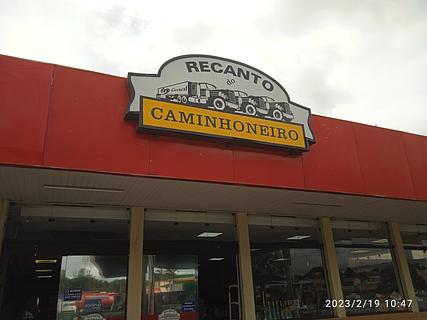 RECANTO
do
CAMINHONEIRO
2023/2/19 10:47